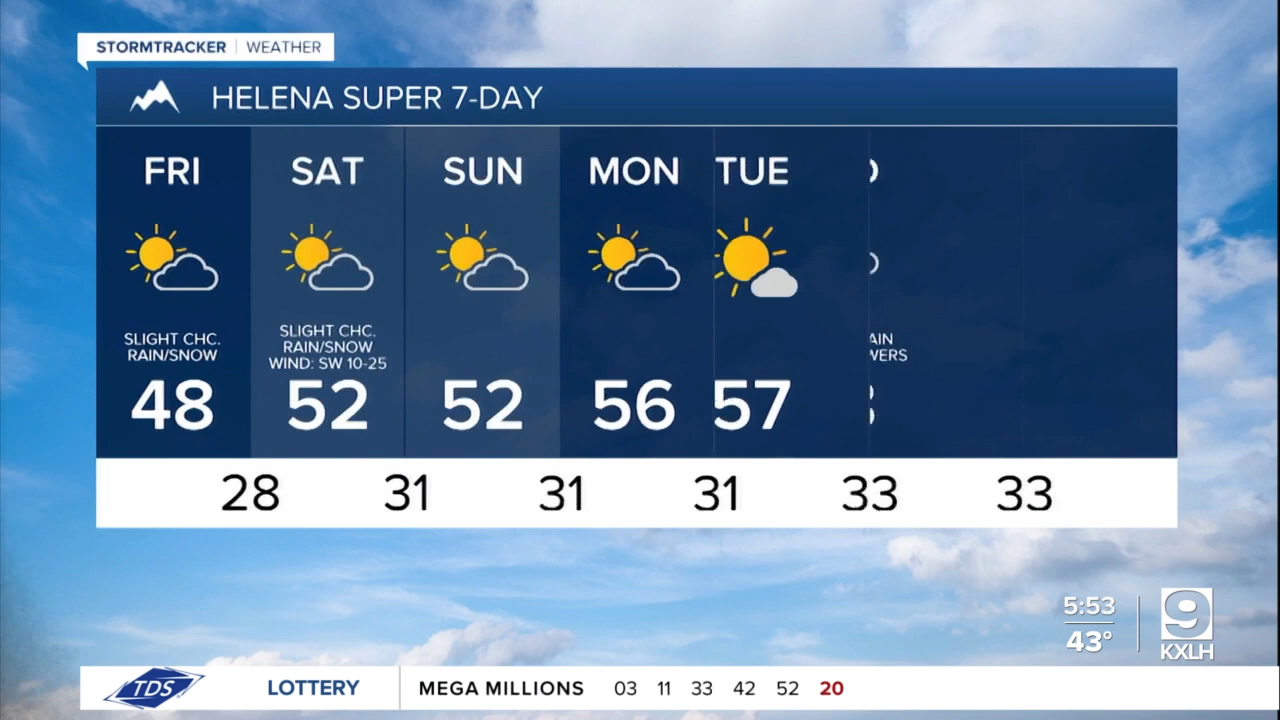 STORMTRACKER | WEATHER
HELENA SUPER 7-DAY
FRI SAT SUN MON TUE
SLIGHT CHC.
RAIN/SNOW
SLIGHT CHC.
RAIN/SNOW
WIND: SW 10-25
48 52 52 56 57
28 31 31 31 33 33
5:53
43°
9
KXLH
TDS LOTTERY MEGA MILLIONS 03 11 33 42 52 20